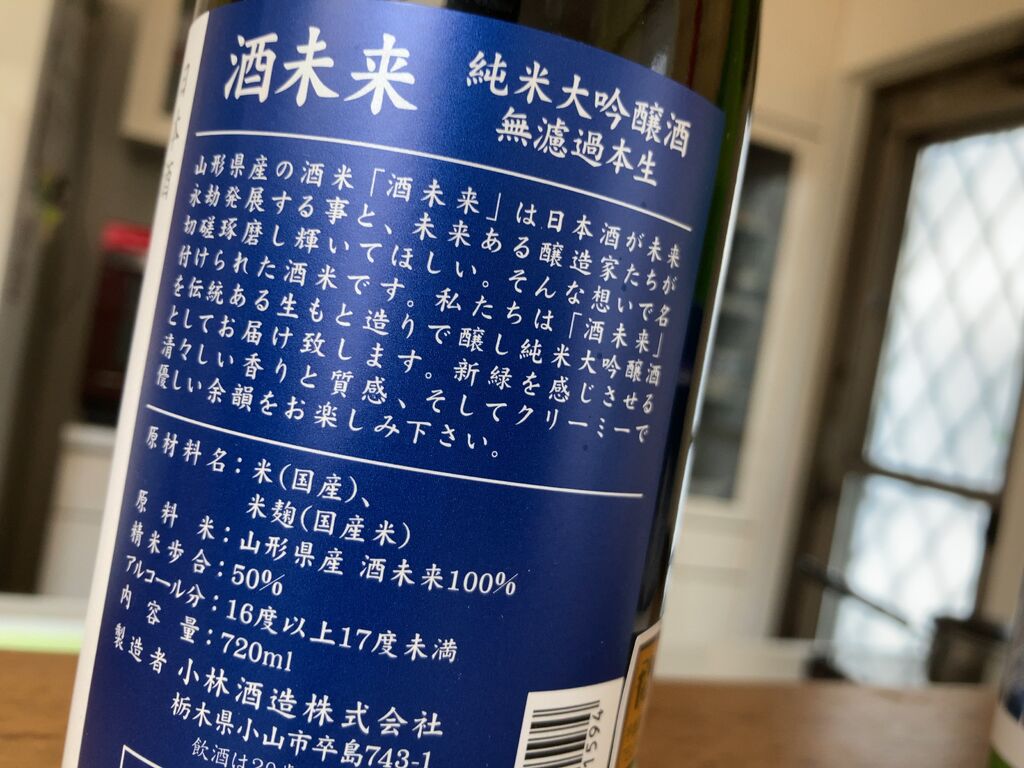 酒未来
純米大吟醸酒
無濾過本生
山形県産の酒米「酒未来」は日本酒が未来
永劫発展する事と、未来ある醸造家たちが
切磋琢磨し輝いてほしい。そんな想いで名
付けられた酒米です。私たちは「酒未来」
を伝統ある生もと造りで醸し純米大吟醸酒
としてお届け致します。新緑を感じさせる
清々しい香りと質感、そしてクリーミーで
優しい余韻をお楽しみ下さい。
原材料名：米(国産)、
米麹(国産米)
原料米：山形県産 酒未来100%
精米歩合：50%
アルコール分：16度以上17度未満
内容量：720ml
製造者 小林酒造株式会社
栃木県小山市卒島743-1
飲酒は20歳
1594